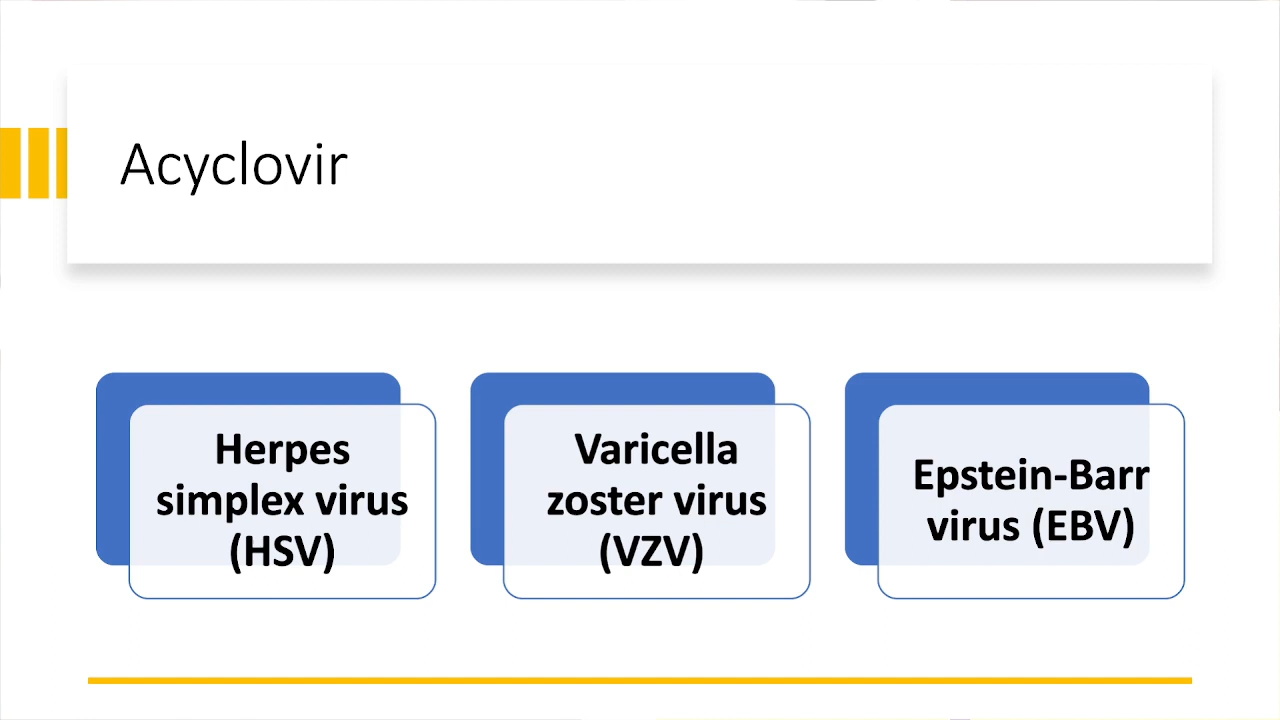 Acyclovir
Herpes
simplex virus
(HSV)
Varicella
zoster virus
(VZV)
Epstein-Barr
virus (EBV)